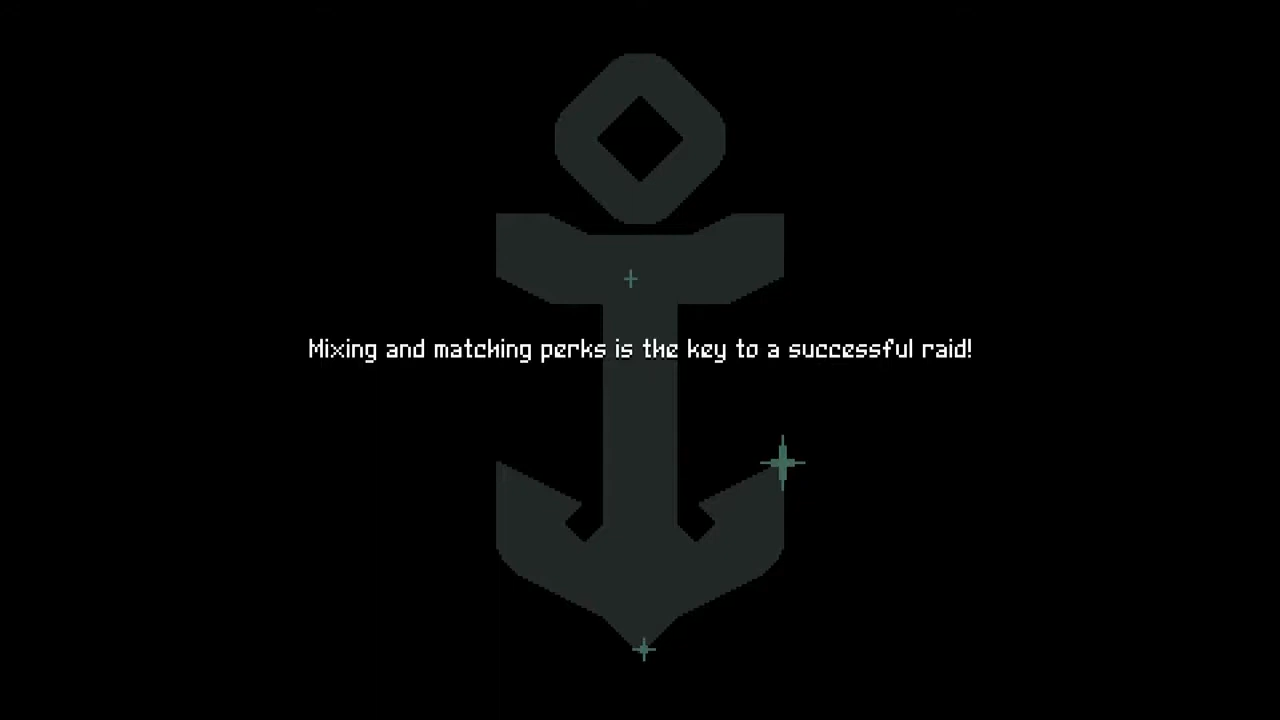 Mixing and matching perks is the key to a successful raid!